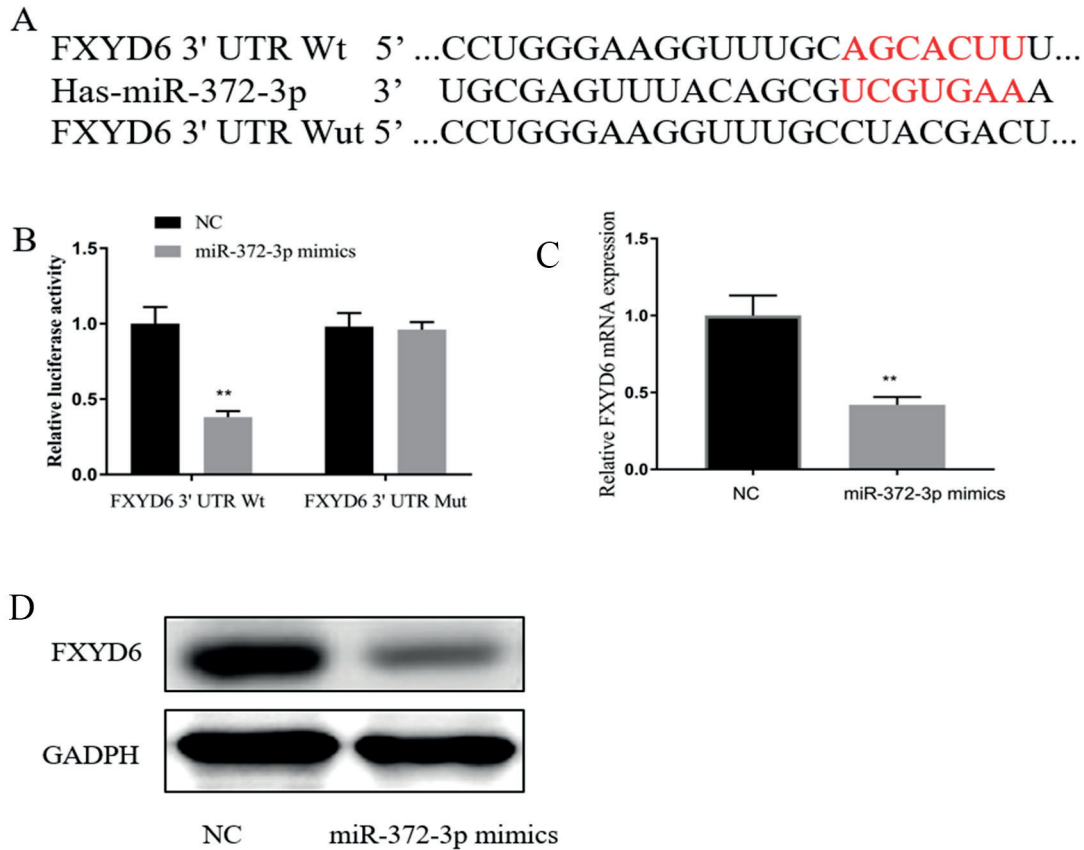 A
FXYD6 3' UTR Wt 5’ ...CCUGGGAAGGUUUGCAGCACUUU...
Has-miR-372-3p 3’ UGCGAGUUUACAGCGUCGUGAAA
FXYD6 3' UTR Wut 5’ ...CCUGGGAAGGUUUGCCUACGACU...
B
NC
miR-372-3p mimics
Relative luciferase activity
1.5
1.0
0.5
0.0
**
FXYD6 3' UTR Wt
FXYD6 3' UTR Mut
C
Relative FXYD6 mRNA expression
1.5
1.0
0.5
0.0
**
NC
miR-372-3p mimics
D
FXYD6
GADPH
NC
miR-372-3p mimics